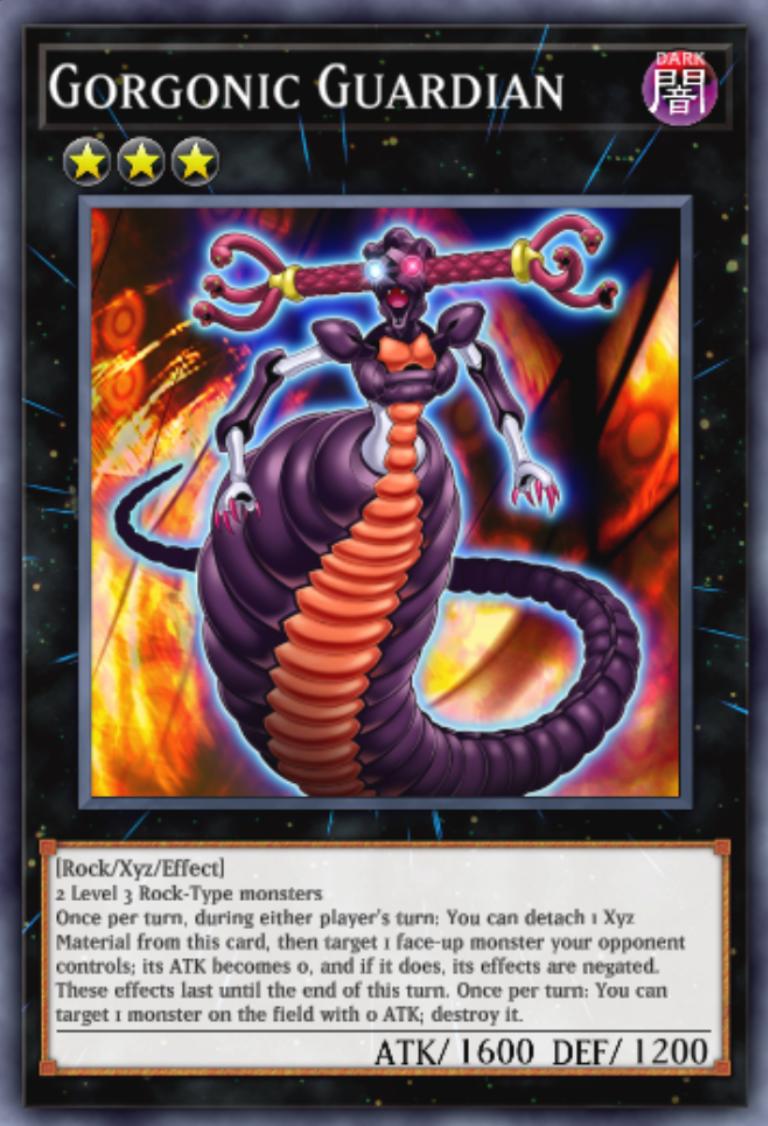 GORGONIC GUARDIAN
DARK
闇
[Rock/Xyz/Effect]
2 Level 3 Rock-Type monsters
Once per turn, during either player's turn: You can detach 1 Xyz
Material from this card, then target 1 face-up monster your opponent
controls; its ATK becomes 0, and if it does, its effects are negated.
These effects last until the end of this turn. Once per turn: You can
target 1 monster on the field with 0 ATK; destroy it.
ATK/ 1600 DEF/ 1200